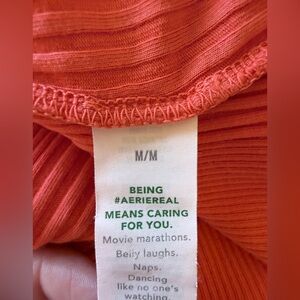 M/M
BEING
#AERIEREAL
MEANS CARING
FOR YOU.
Movie marathons.
Belly laughs.
Naps.
Dancing
like no one's
watching.